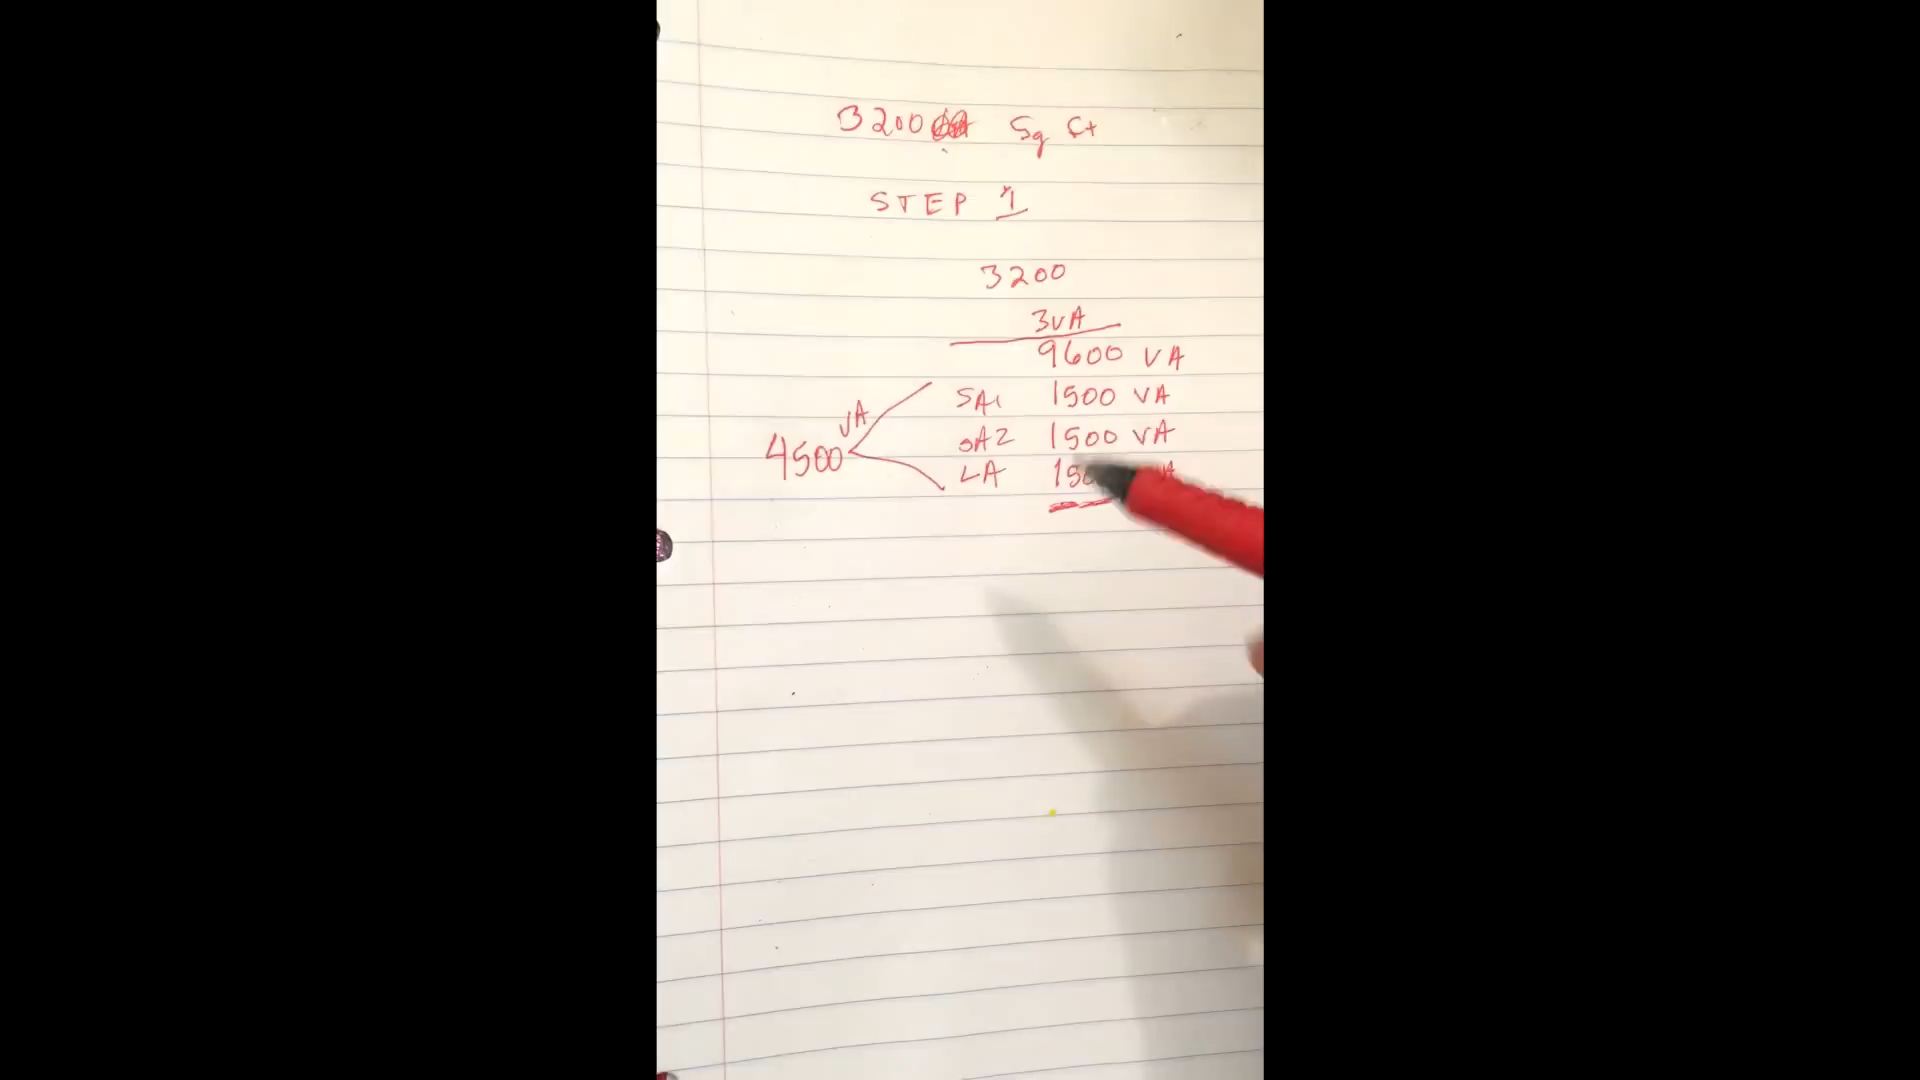 3200 Sq Ft
STEP 1
3200
3VA
9600 VA
SA1 1500 VA
4500 VA
SA2 1500 VA
LA